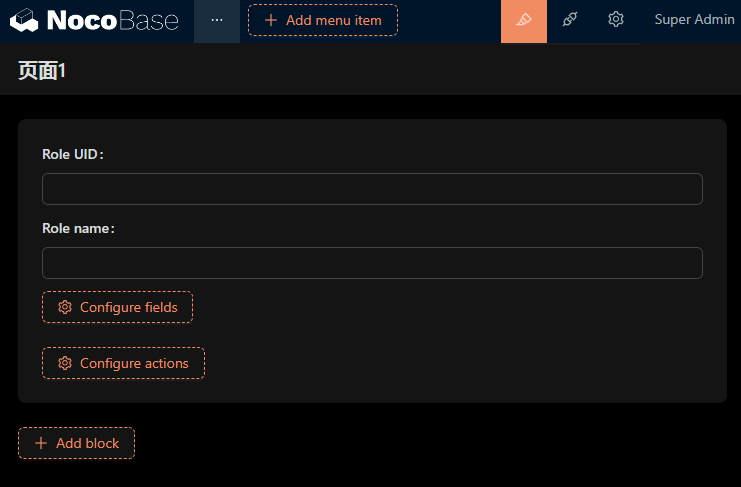 NocoBase ··· Add menu item Super Admin
页面1
Role UID:
Role name:
Configure fields
Configure actions
Add block